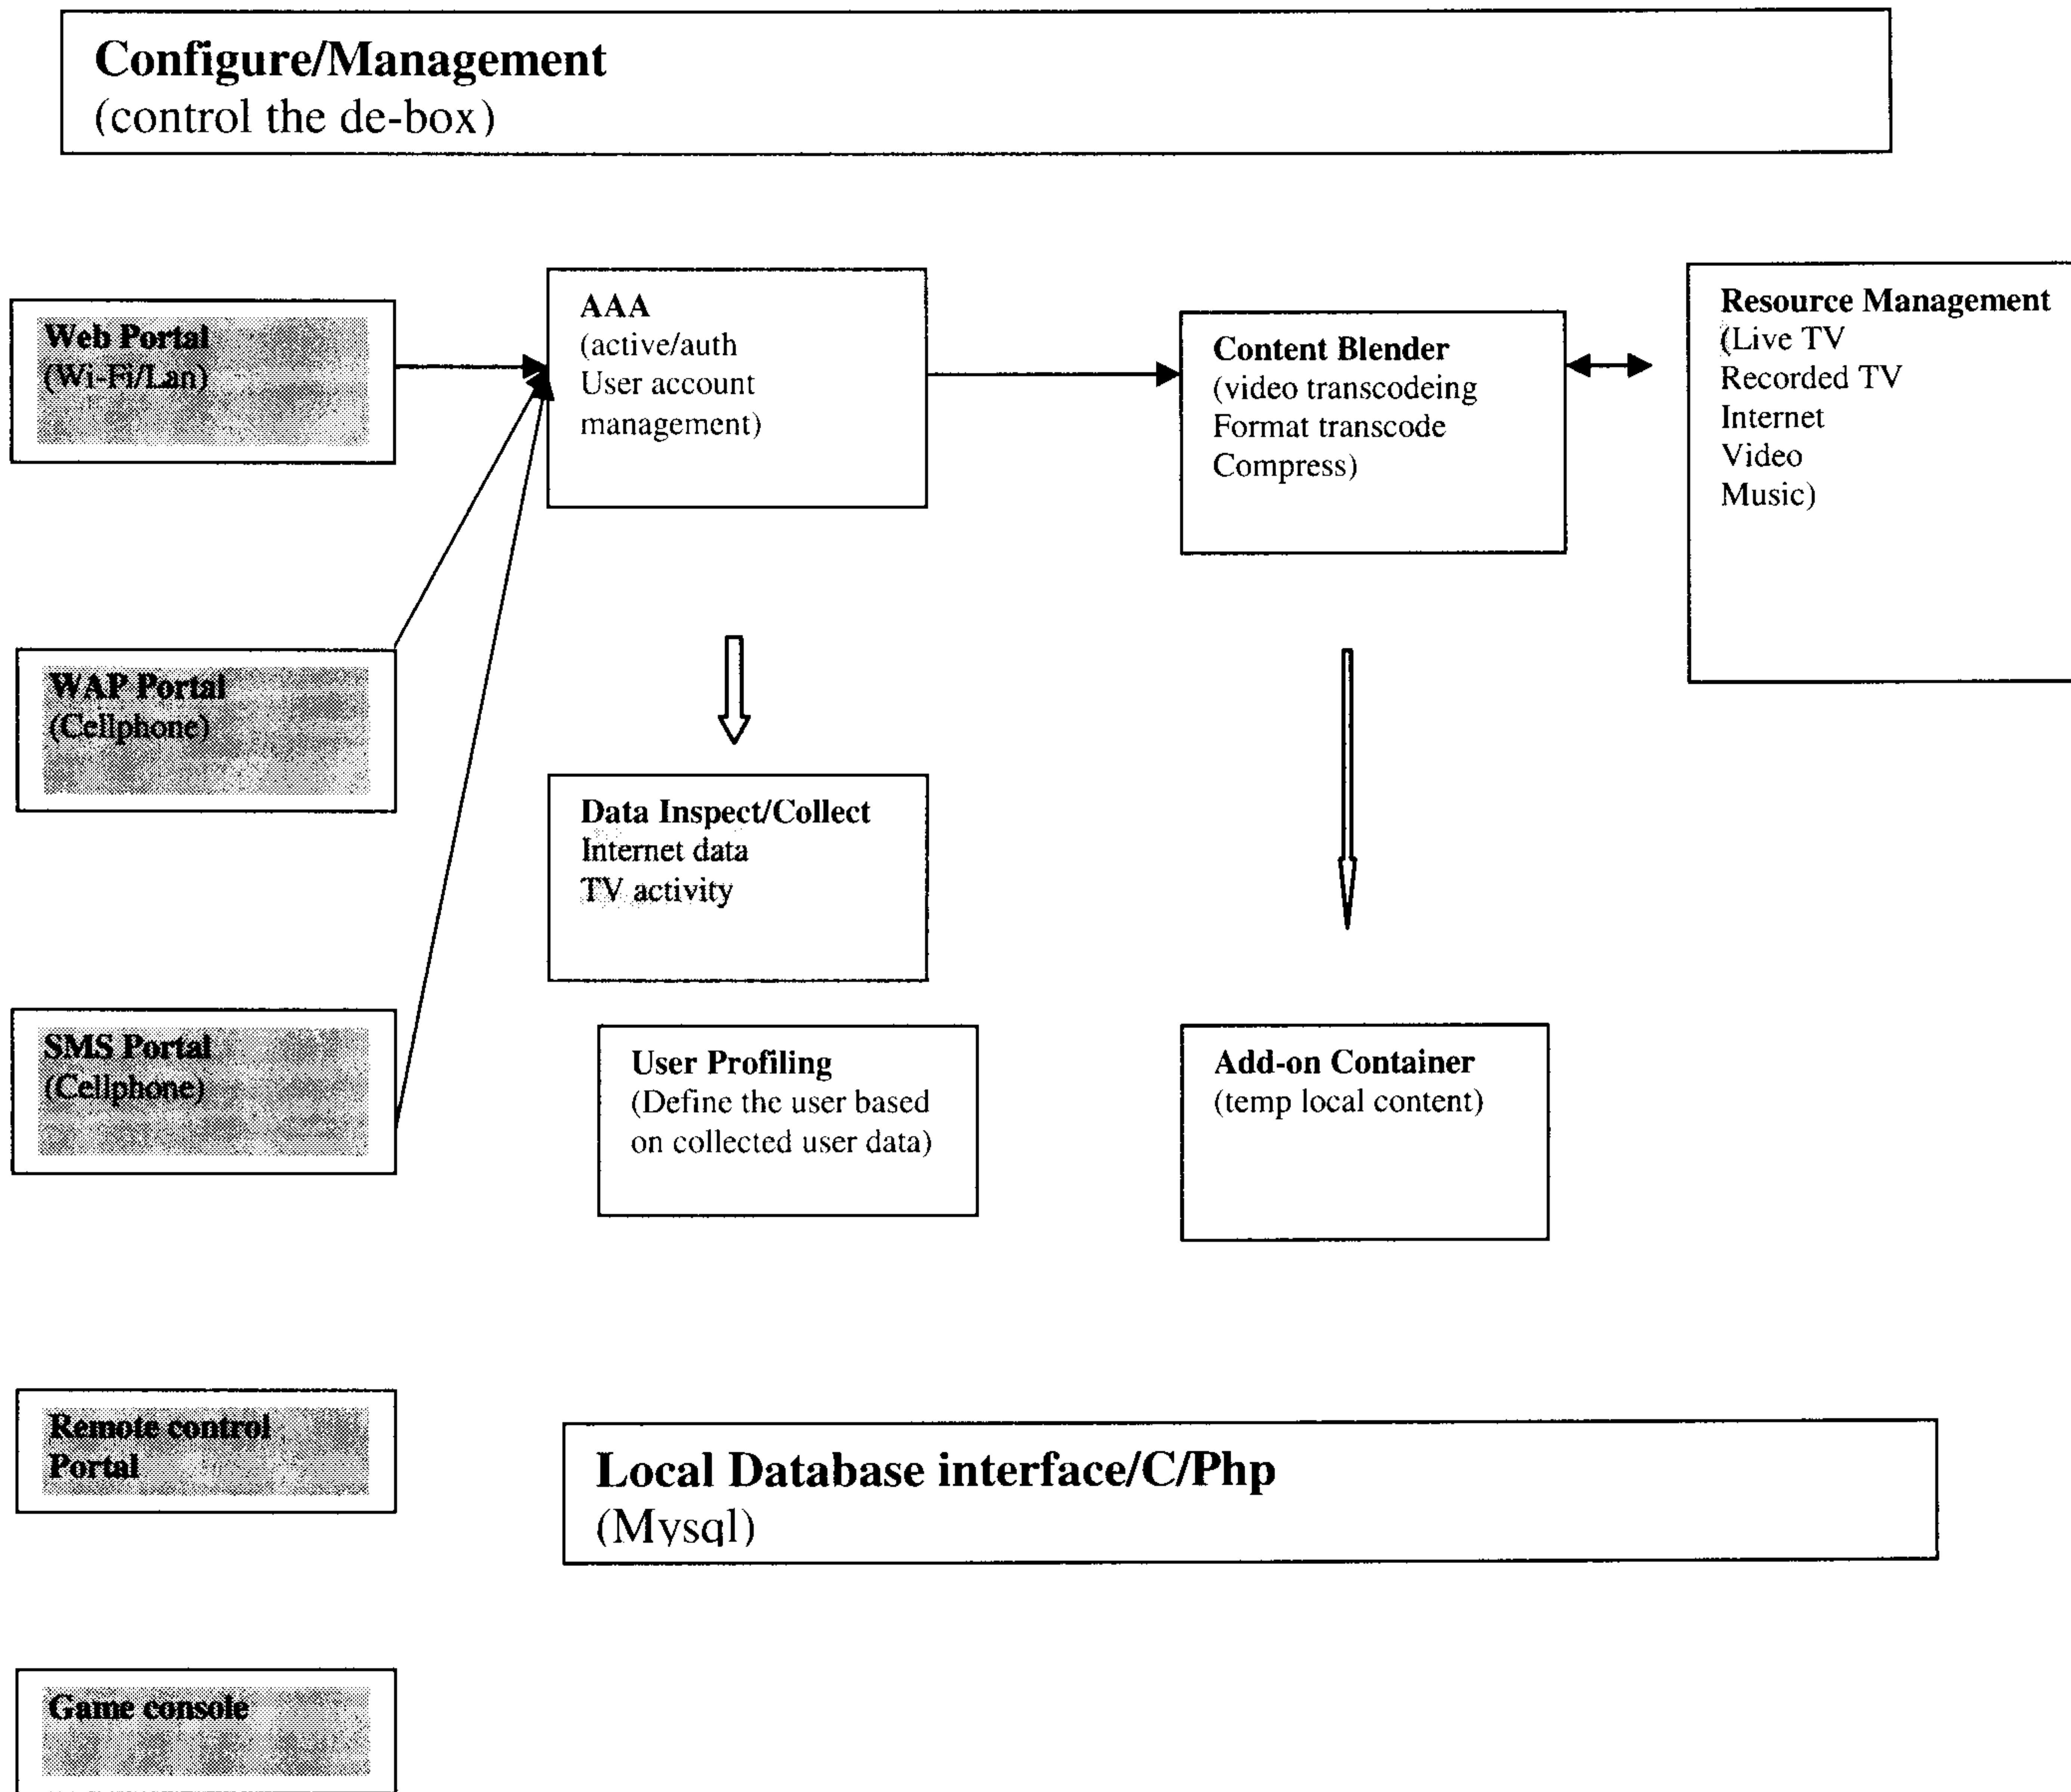 Configure/Management
(control the de-box)
Web Portal
(Wi-Fi/Lan)
AAA
(active/auth
User account
management)
Content Blender
(video transcodeing
Format transcode
Compress)
Resource Management
(Live TV
Recorded TV
Internet
Video
Music)
WAP Portal
(Cellphone)
Data Inspect/Collect
Internet data
TV activity
SMS Portal
(Cellphone)
User Profiling
(Define the user based
on collected user data)
Add-on Container
(temp local content)
Remote control
Portal
Local Database interface/C/Php
(Mysql)
Game console